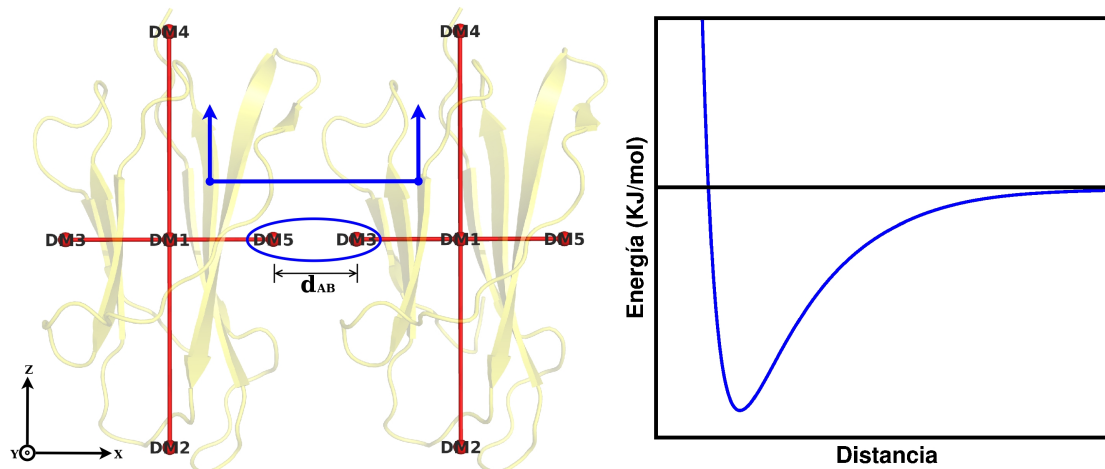 DM4
DM4
DM3
DM1
DM5
DM3
DM1
DM5
dAB
DM2
DM2
Z
Y
X
Energía (KJ/mol)
Distancia